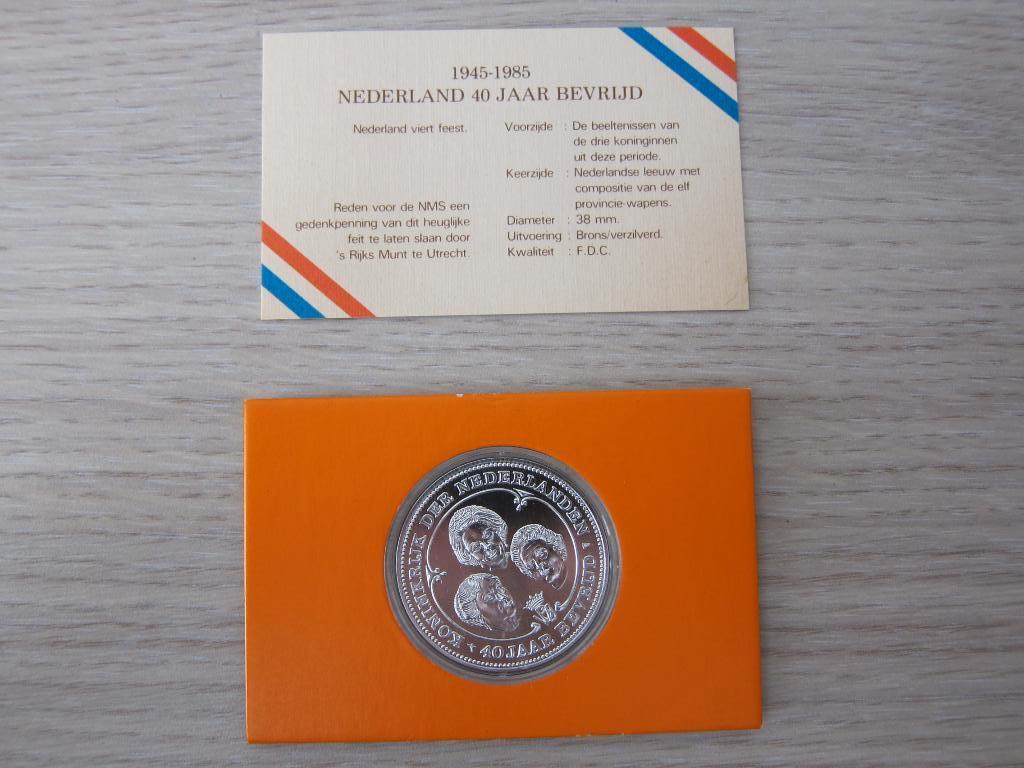 1945-1985
NEDERLAND 40 JAAR BEVRIJD
Nederland viert feest.
Reden voor de NMS een
gedenkpenning van dit heuglijke
feit te laten slaan door
's Rijks Munt te Utrecht.
Voorzijde : De beeltenissen van
de drie koninginnen
uit deze periode.
Keerzijde : Nederlandse leeuw met
compositie van de elf
provincie-wapens.
Diameter : 38 mm.
Uitvoering : Brons/verzilverd.
Kwaliteit : F.D.C.
KONINKRIJK DER NEDERLANDEN
40 JAAR BEVRIJD